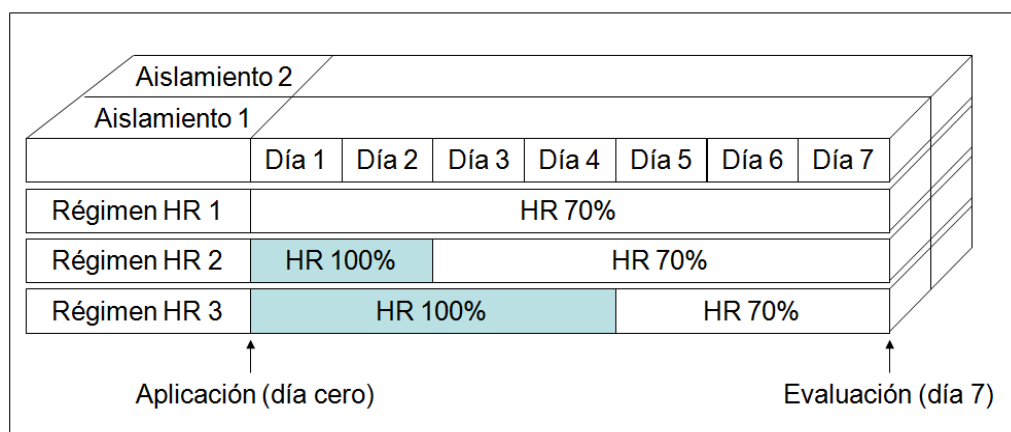 Aislamiento 2
Aislamiento 1
Día 1 Día 2 Día 3 Día 4 Día 5 Día 6 Día 7
Régimen HR 1 HR 70%
Régimen HR 2 HR 100% HR 70%
Régimen HR 3 HR 100% HR 70%
Aplicación (día cero) Evaluación (día 7)